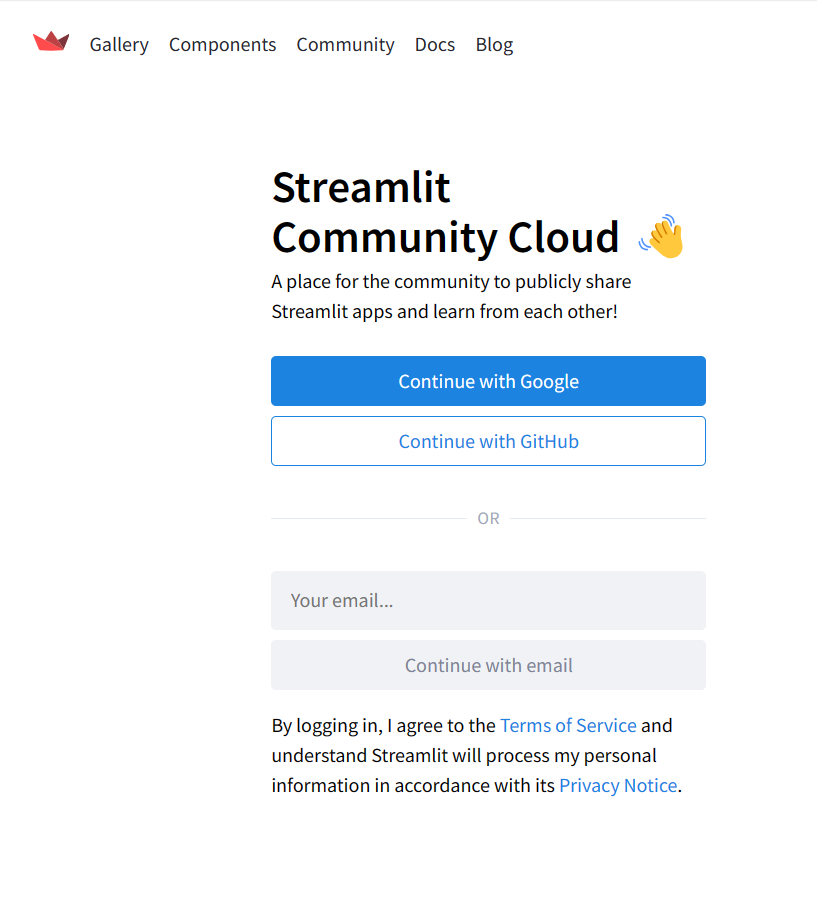 Gallery Components Community Docs Blog
Streamlit
Community Cloud
A place for the community to publicly share
Streamlit apps and learn from each other!
Continue with Google
Continue with GitHub
OR
Your email...
Continue with email
By logging in, I agree to the Terms of Service and
understand Streamlit will process my personal
information in accordance with its Privacy Notice.